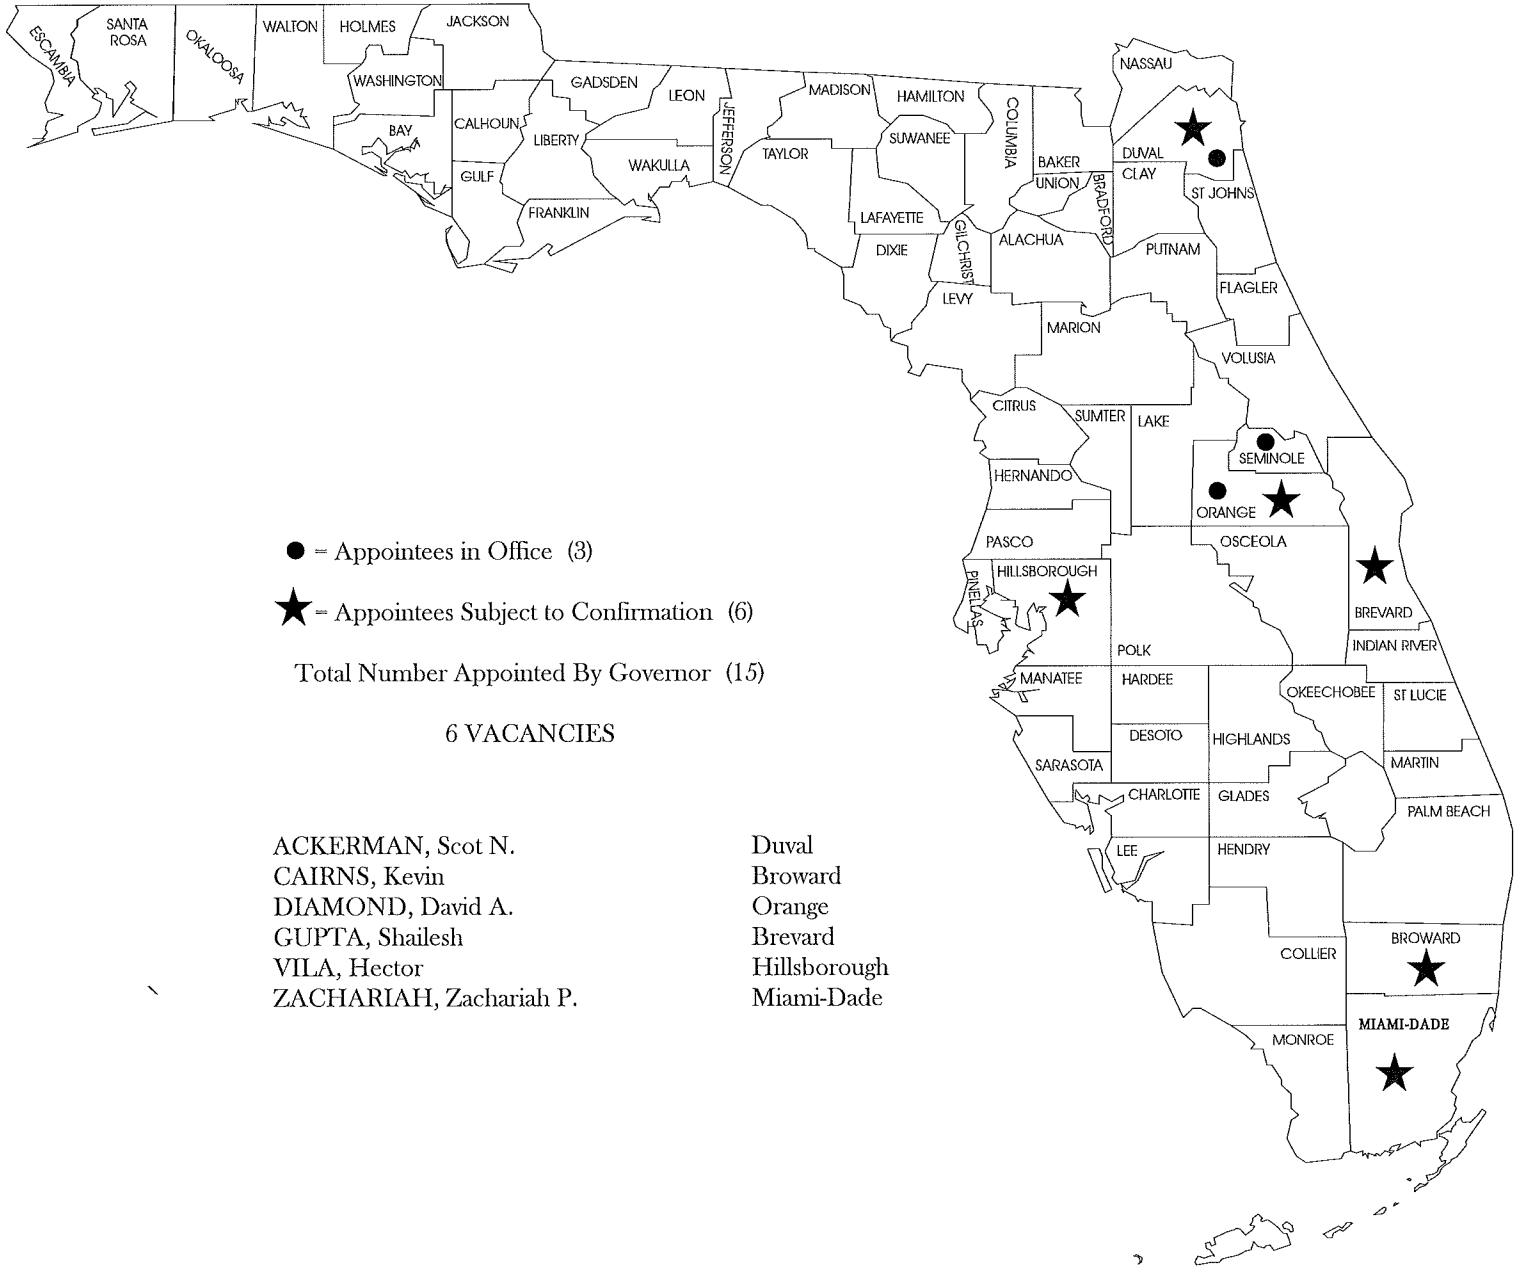 ESCAMBIA
SANTA
ROSA
OKALOOSA
WALTON
HOLMES
JACKSON
WASHINGTON
BAY
CALHOUN
GULF
GADSDEN
LIBERTY
FRANKLIN
LEON
WAKULLA
JEFFERSON
MADISON
TAYLOR
HAMILTON
SUWANEE
LAFAYETTE
DIXIE
COLUMBIA
GILCHRIST
LEVY
BAKER
UNION
BRADFORD
ALACHUA
NASSAU
DUVAL
CLAY
ST JOHNS
PUTNAM
FLAGLER
MARION
VOLUSIA
CITRUS
SUMTER
LAKE
SEMINOLE
HERNANDO
ORANGE
PASCO
OSCEOLA
HILLSBOROUGH
PINELLAS
BREVARD
POLK
INDIAN RIVER
MANATEE
HARDEE
OKEECHOBEE
ST LUCIE
DESOTO
HIGHLANDS
SARASOTA
MARTIN
CHARLOTTE
GLADES
PALM BEACH
LEE
HENDRY
BROWARD
COLLIER
MIAMI-DADE
MONROE
= Appointees in Office (3)
= Appointees Subject to Confirmation (6)
Total Number Appointed By Governor (15)
6 VACANCIES
ACKERMAN, Scot N. Duval
CAIRNS, Kevin Broward
DIAMOND, David A. Orange
GUPTA, Shailesh Brevard
VILA, Hector Hillsborough
ZACHARIAH, Zachariah P. Miami-Dade